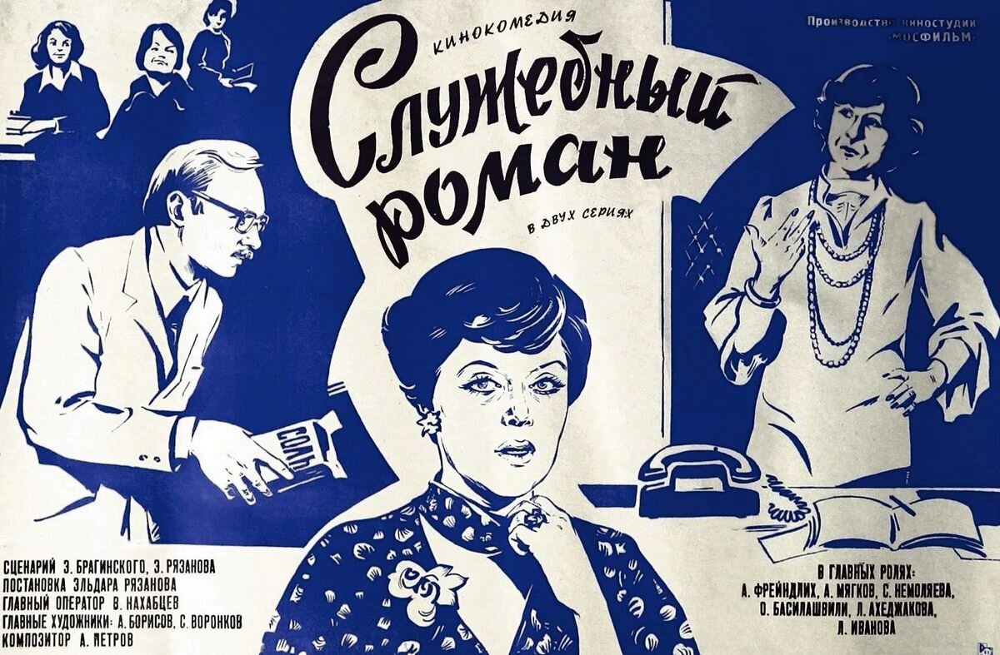 КИНОКОМЕДИЯ
Служебный
роман
В ДВУХ СЕРИЯХ
Производство киностудии
«МОСФИЛЬМ»
СОЛЬ
СЦЕНАРИЙ Э. БРАГИНСКОГО, Э. РЯЗАНОВА
ПОСТАНОВКА ЭЛЬДАРА РЯЗАНОВА
ГЛАВНЫЙ ОПЕРАТОР В. НАХАБЦЕВ
ГЛАВНЫЕ ХУДОЖНИКИ: А. БОРИСОВ, С. ВОРОНКОВ
КОМПОЗИТОР А. ПЕТРОВ
В ГЛАВНЫХ РОЛЯХ:
А. ФРЕЙНДЛИХ, А. МЯГКОВ, С. НЕМОЛЯЕВА,
О. БАСИЛАШВИЛИ, Л. АХЕДЖАКОВА,
Л. ИВАНОВА